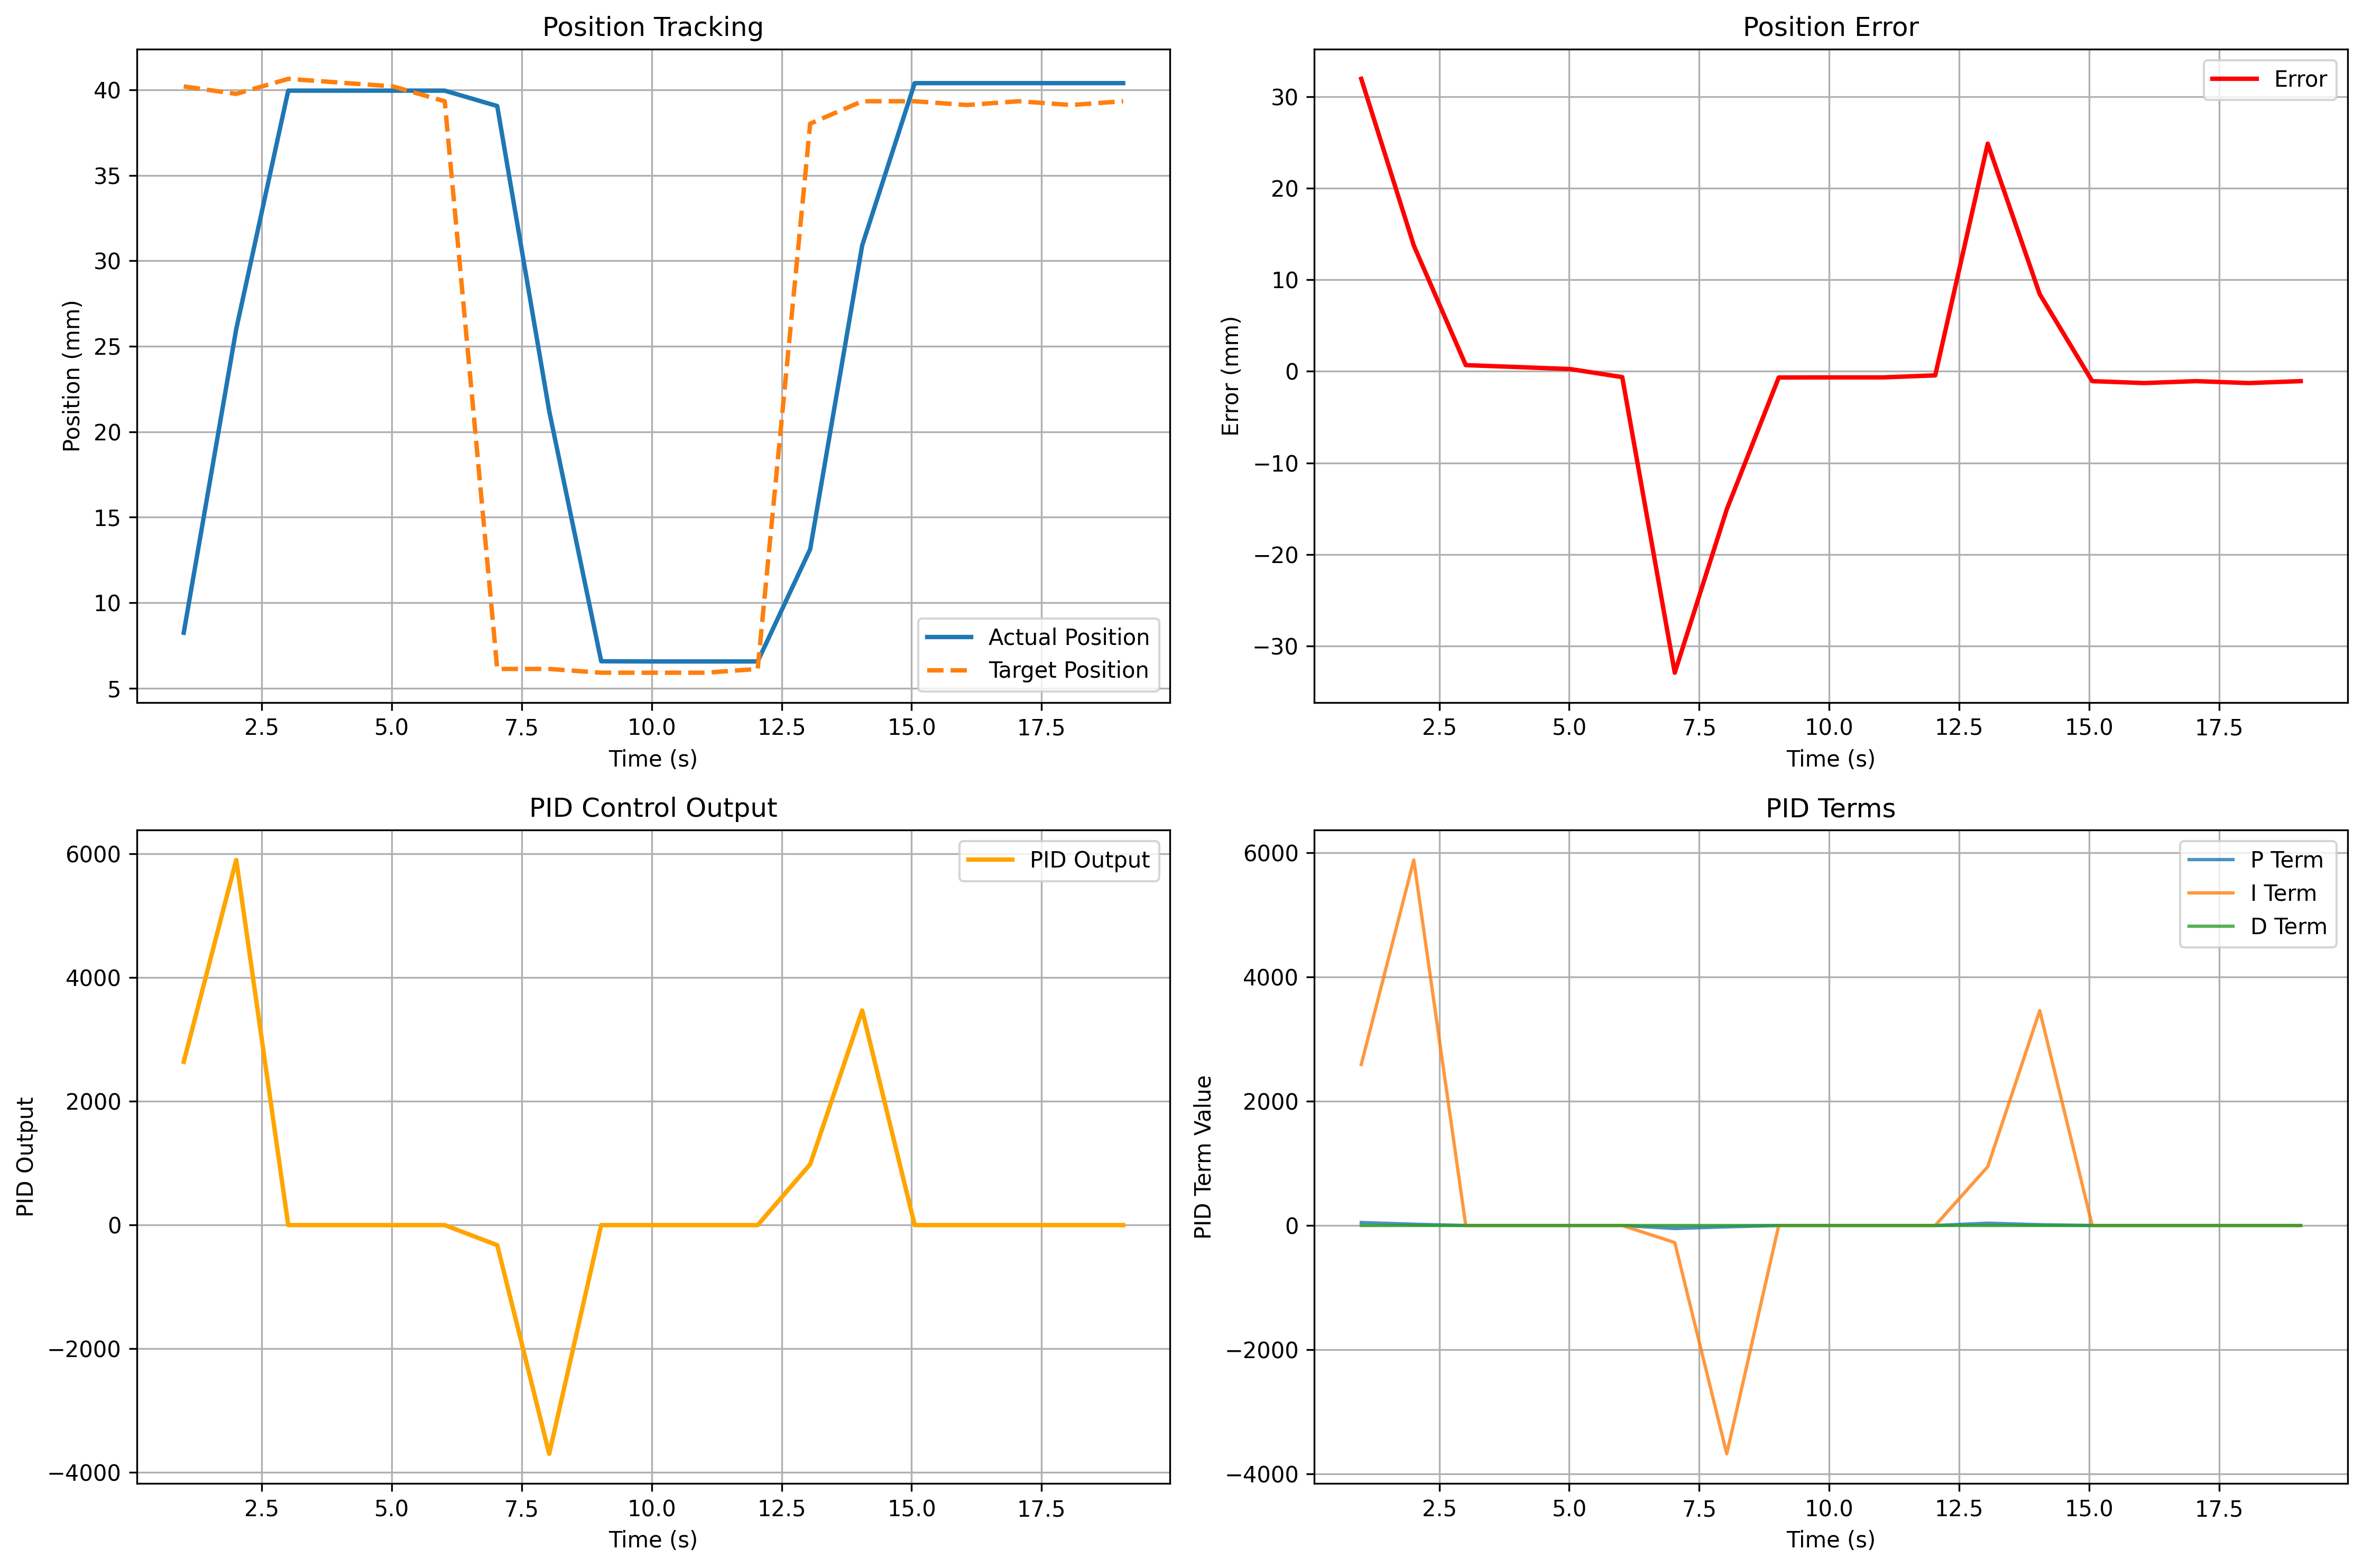 Position Tracking
40
35
30
25
20
15
10
5
Position (mm)
Actual Position
Target Position
2.5 5.0 7.5 10.0 12.5 15.0 17.5
Time (s)
Position Error
30
20
10
0
−10
−20
−30
Error (mm)
Error
2.5 5.0 7.5 10.0 12.5 15.0 17.5
Time (s)
PID Control Output
6000
4000
2000
0
−2000
−4000
PID Output
PID Output
2.5 5.0 7.5 10.0 12.5 15.0 17.5
Time (s)
PID Terms
6000
4000
2000
0
−2000
−4000
PID Term Value
P Term
I Term
D Term
2.5 5.0 7.5 10.0 12.5 15.0 17.5
Time (s)